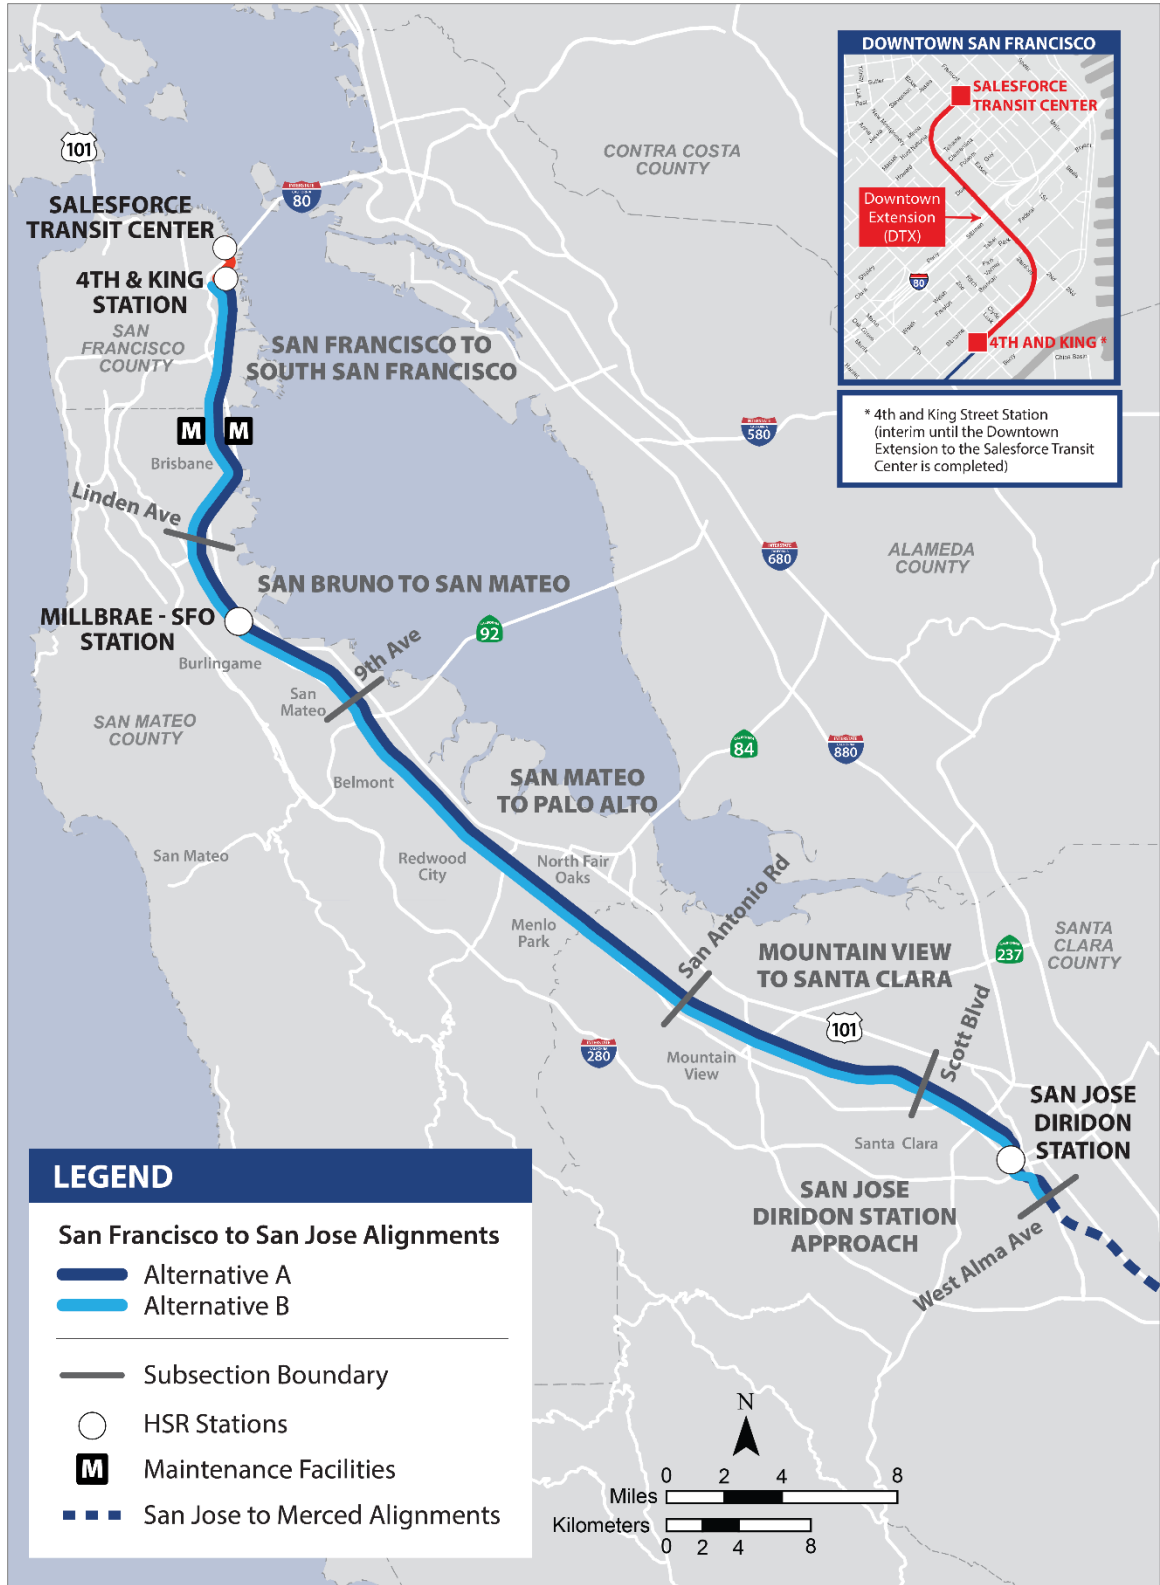 DOWNTOWN SAN FRANCISCO
SALESFORCE
TRANSIT CENTER
Downtown
Extension
(DTX)
80
4TH AND KING *
China Basin
* 4th and King Street Station
(interim until the Downtown
Extension to the Salesforce Transit
Center is completed)
101
CONTRA COSTA
COUNTY
80
SALESFORCE
TRANSIT CENTER
4TH & KING
STATION
SAN
FRANCISCO
COUNTY
SAN FRANCISCO TO
SOUTH SAN FRANCISCO
M
M
580
Brisbane
Linden Ave
680
ALAMEDA
COUNTY
SAN BRUNO TO SAN MATEO
MILLBRAE - SFO
STATION
92
9th Ave
Burlingame
San
Mateo
SAN MATEO
COUNTY
84
880
Belmont
SAN MATEO
TO PALO ALTO
San Mateo
Redwood
City
North Fair
Oaks
San Antonio Rd
Menlo
Park
MOUNTAIN VIEW
TO SANTA CLARA
237
SANTA
CLARA
COUNTY
101
280
Mountain
View
Scott Blvd
SAN JOSE
DIRIDON
STATION
Santa Clara
SAN JOSE
DIRIDON STATION
APPROACH
West Alma Ave
LEGEND
San Francisco to San Jose Alignments
Alternative A
Alternative B
Subsection Boundary
HSR Stations
M Maintenance Facilities
San Jose to Merced Alignments
N
0 2 4 8
Miles
Kilometers
0 2 4 8